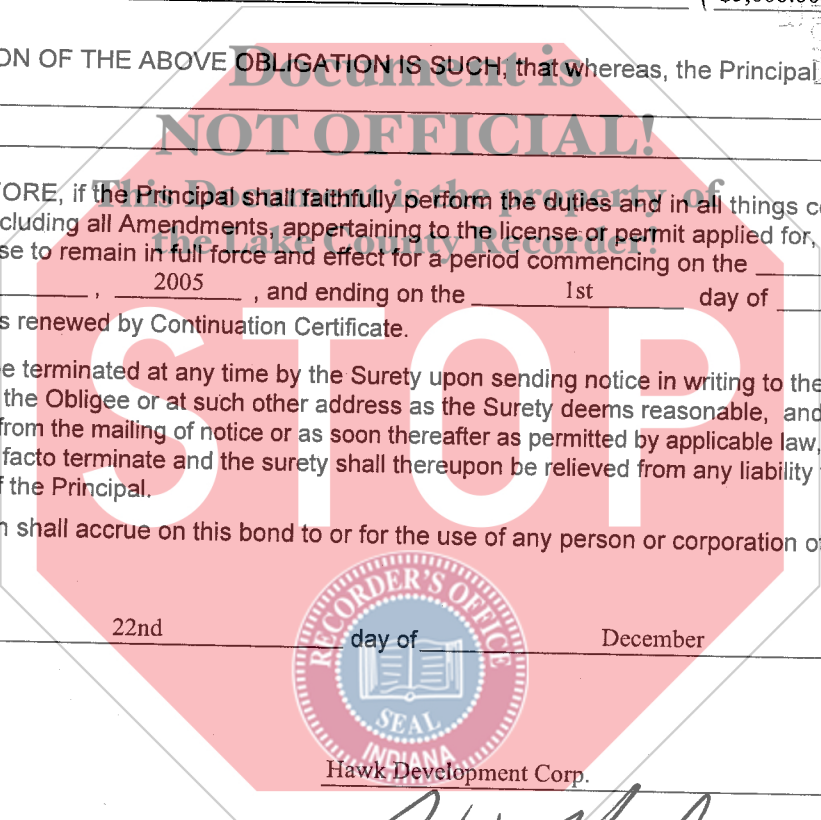 ON OF THE ABOVE OBLIGATION IS SUCH, that whereas, the Principal
Document is
NOT OFFICIAL!
This Document is the property of
the Lake County Recorder!
ORE, if the Principal shall faithfully perform the duties and in all things c
cluding all Amendments, appertaining to the license or permit applied for,
se to remain in full force and effect for a period commencing on the
, 2005 , and ending on the 1st day of
s renewed by Continuation Certificate.
STOP
e terminated at any time by the Surety upon sending notice in writing to the
the Obligee or at such other address as the Surety deems reasonable, and
from the mailing of notice or as soon thereafter as permitted by applicable law,
facto terminate and the surety shall thereupon be relieved from any liability
f the Principal.
n shall accrue on this bond to or for the use of any person or corporation o
22nd day of December
RECORDER'S OFFICE
SEAL
INDIANA
Hawk Development Corp.